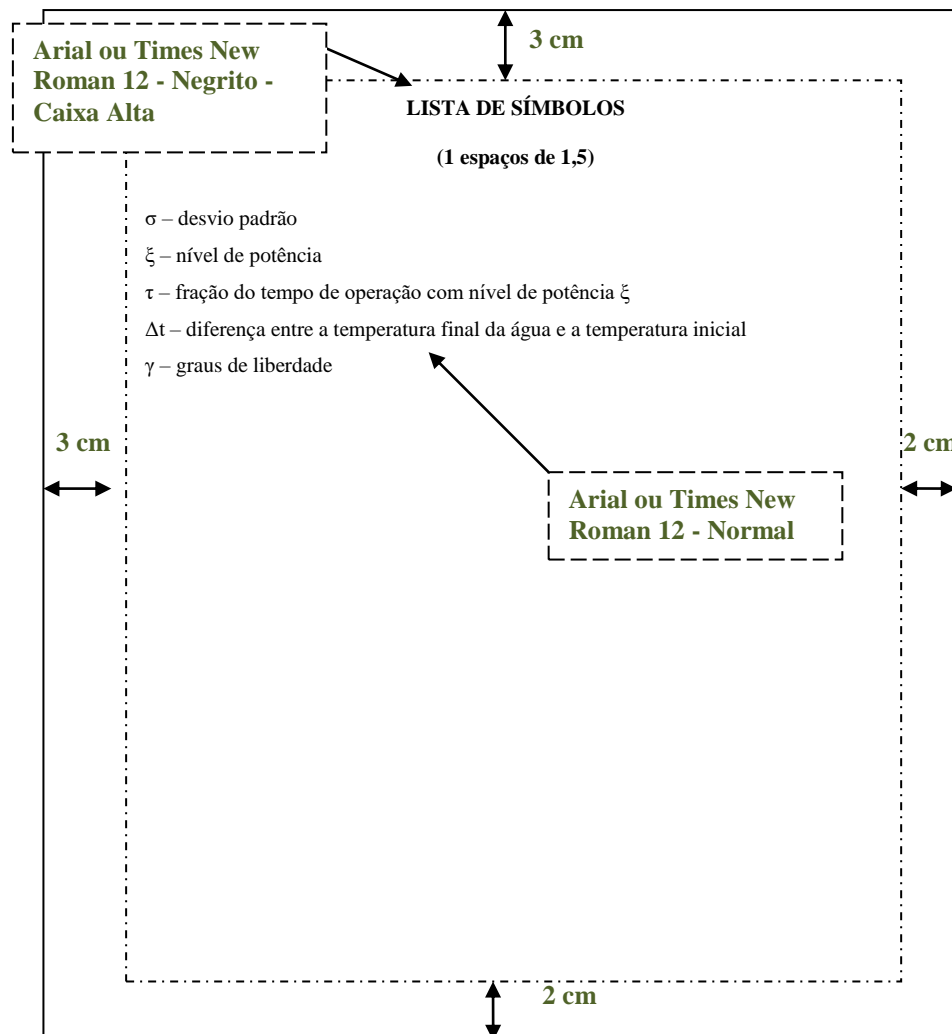 3 cm
Arial ou Times New
Roman 12 - Negrito -
Caixa Alta
LISTA DE SÍMBOLOS
(1 espaços de 1,5)
σ – desvio padrão
ξ – nível de potência
τ – fração do tempo de operação com nível de potência ξ
Δt – diferença entre a temperatura final da água e a temperatura inicial
γ – graus de liberdade
3 cm
2 cm
Arial ou Times New
Roman 12 - Normal
2 cm